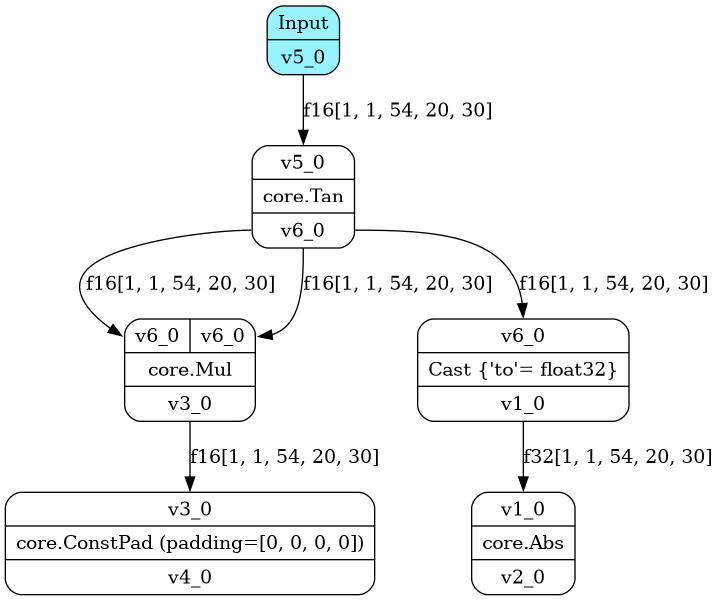 Input
v5_0
f16[1, 1, 54, 20, 30]
v5_0
core.Tan
v6_0
f16[1, 1, 54, 20, 30]
f16[1, 1, 54, 20, 30]
f16[1, 1, 54, 20, 30]
v6_0
v6_0
core.Mul
v3_0
v6_0
Cast {'to'= float32}
v1_0
f16[1, 1, 54, 20, 30]
f32[1, 1, 54, 20, 30]
v3_0
core.ConstPad (padding=[0, 0, 0, 0])
v4_0
v1_0
core.Abs
v2_0